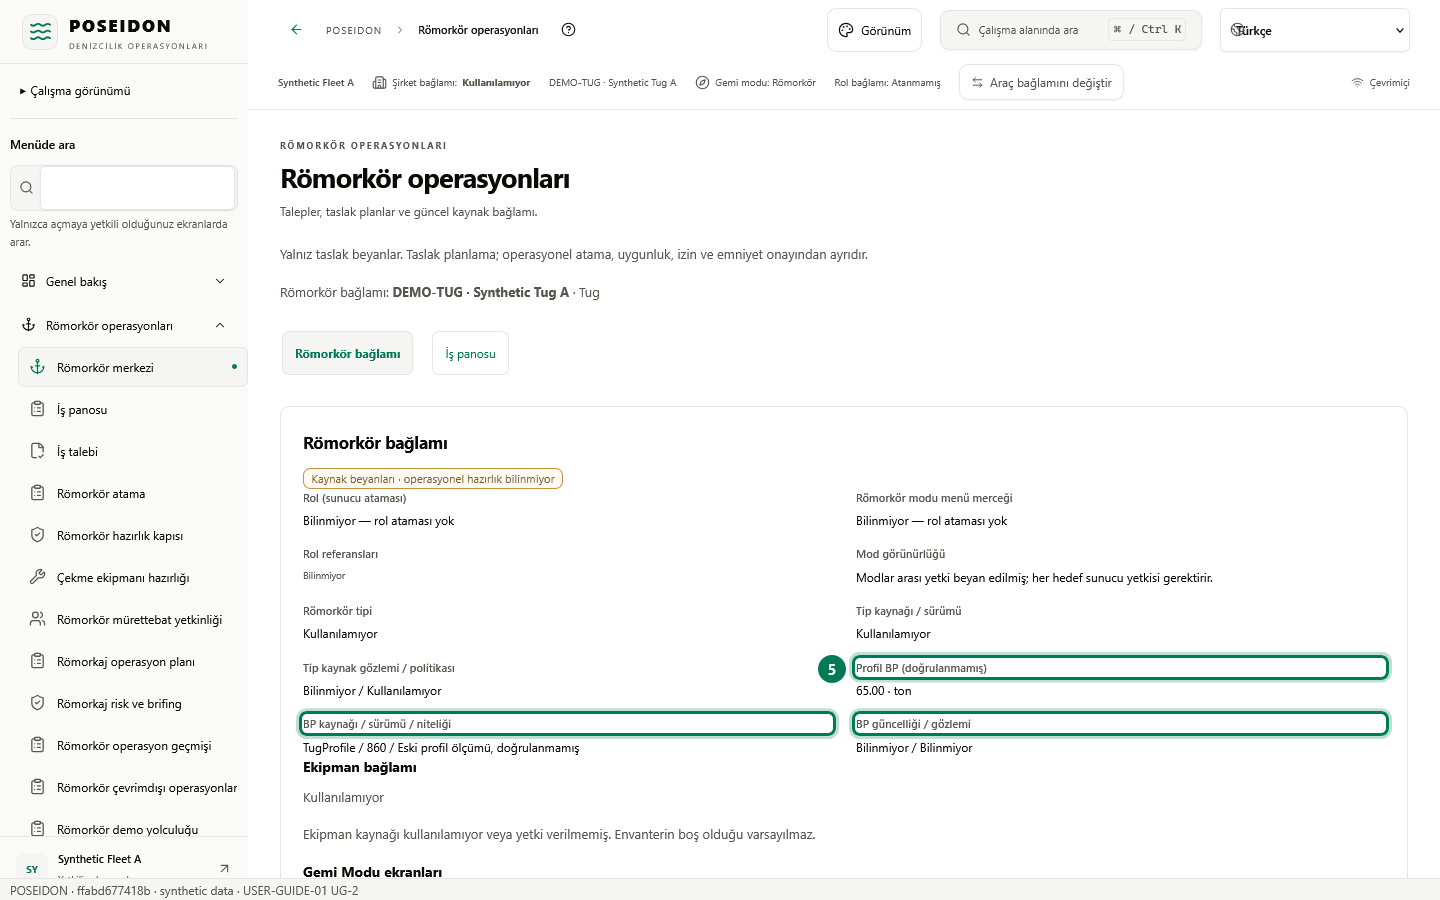 POSEIDON
DENİZCİLİK OPERASYONLARI
Çalışma görünümü
Menüde ara
Yalnızca açmaya yetkili olduğunuz ekranlarda
arar.
Genel bakış
Römorkör operasyonları
Römorkör merkezi
İş panosu
İş talebi
Römorkör atama
Römorkör hazırlık kapısı
Çekme ekipmanı hazırlığı
Römorkör mürettebat yetkinliği
Römorkaj operasyon planı
Römorkaj risk ve brifing
Römorkör operasyon geçmişi
Römorkör çevrimdışı operasyonlar
Römorkör demo yolculuğu
SY
Synthetic Fleet A
POSEIDON
Römorkör operasyonları
Görünüm
Çalışma alanında ara
⌘ / Ctrl K
Türkçe
Synthetic Fleet A
Şirket bağlamı: Kullanılamıyor
DEMO-TUG · Synthetic Tug A
Gemi modu: Römorkör
Rol bağlamı: Atanmamış
Araç bağlamını değiştir
Çevrimiçi
RÖMORKÖR OPERASYONLARI
Römorkör operasyonları
Talepler, taslak planlar ve güncel kaynak bağlamı.
Yalnız taslak beyanlar. Taslak planlama; operasyonel atama, uygunluk, izin ve emniyet onayından ayrıdır.
Römorkör bağlamı: DEMO-TUG · Synthetic Tug A · Tug
Römorkör bağlamı
İş panosu
Römorkör bağlamı
Kaynak beyanları · operasyonel hazırlık bilinmiyor
Rol (sunucu ataması)
Bilinmiyor — rol ataması yok
Römorkör modu menü merceği
Bilinmiyor — rol ataması yok
Rol referansları
Bilinmiyor
Mod görünürlüğü
Modlar arası yetki beyan edilmiş; her hedef sunucu yetkisi gerektirir.
Römorkör tipi
Kullanılamıyor
Tip kaynağı / sürümü
Kullanılamıyor
Tip kaynak gözlemi / politikası
Bilinmiyor / Kullanılamıyor
5
Profil BP (doğrulanmamış)
65.00 · ton
BP kaynağı / sürümü / niteliği
TugProfile / 860 / Eski profil ölçümü, doğrulanmamış
BP güncelliği / gözlemi
Bilinmiyor / Bilinmiyor
Ekipman bağlamı
Kullanılamıyor
Ekipman kaynağı kullanılamıyor veya yetki verilmemiş. Envanterin boş olduğu varsayılmaz.
Gemi Modu ekranları
POSEIDON · ffabd677418b · synthetic data · USER-GUIDE-01 UG-2